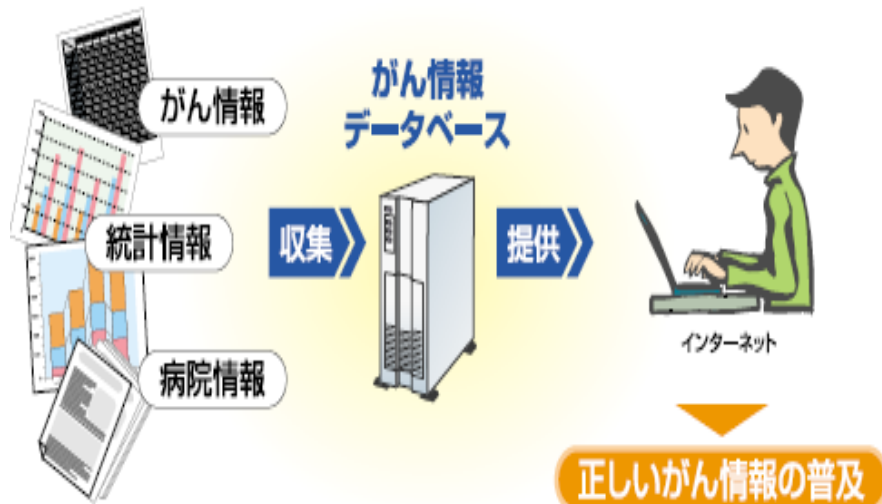 がん情報
統計情報
病院情報
収集
がん情報
データベース
提供
インターネット
正しいがん情報の普及